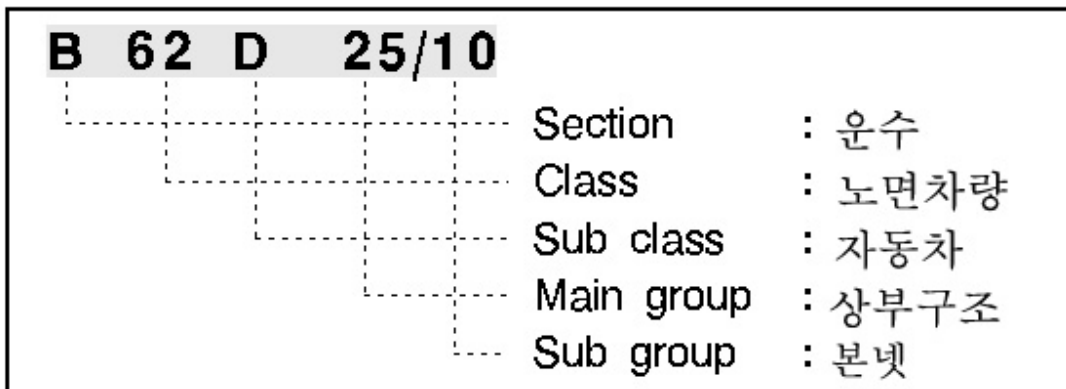 B 62 D 25/10
Section : 운수
Class : 노면차량
Sub class : 자동차
Main group : 상부구조
Sub group : 본넷